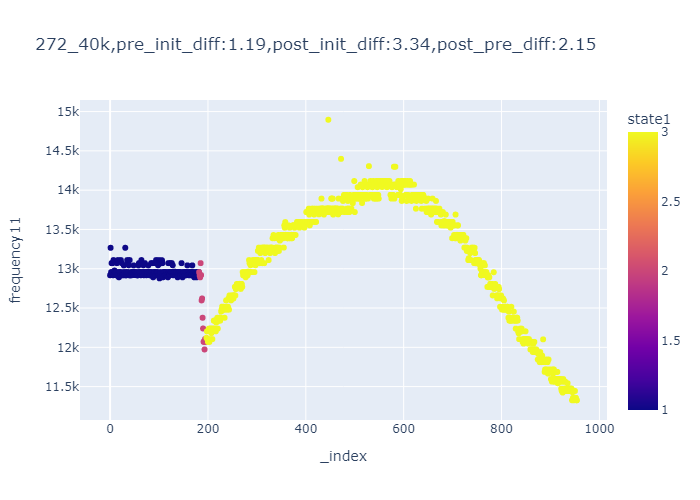 272_40k,pre_init_diff:1.19,post_init_diff:3.34,post_pre_diff:2.15
state1
15k
14.5k
14k
13.5k
13k
12.5k
12k
11.5k
frequency11
0
200
400
600
800
1000
_index
3
2.5
2
1.5
1